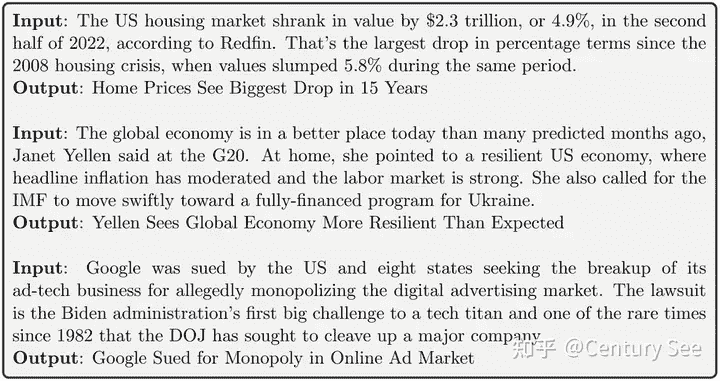 Input: The US housing market shrank in value by $2.3 trillion, or 4.9%, in the second
half of 2022, according to Redfin. That's the largest drop in percentage terms since the
2008 housing crisis, when values slumped 5.8% during the same period.
Output: Home Prices See Biggest Drop in 15 Years
Input: The global economy is in a better place today than many predicted months ago,
Janet Yellen said at the G20. At home, she pointed to a resilient US economy, where
headline inflation has moderated and the labor market is strong. She also called for the
IMF to move swiftly toward a fully-financed program for Ukraine.
Output: Yellen Sees Global Economy More Resilient Than Expected
Input: Google was sued by the US and eight states seeking the breakup of its
ad-tech business for allegedly monopolizing the digital advertising market. The lawsuit
is the Biden administration's first big challenge to a tech titan and one of the rare times
since 1982 that the DOJ has sought to cleave up a major company.
Output: Google Sued for Monopoly in Online Ad Market
知乎 @Century See